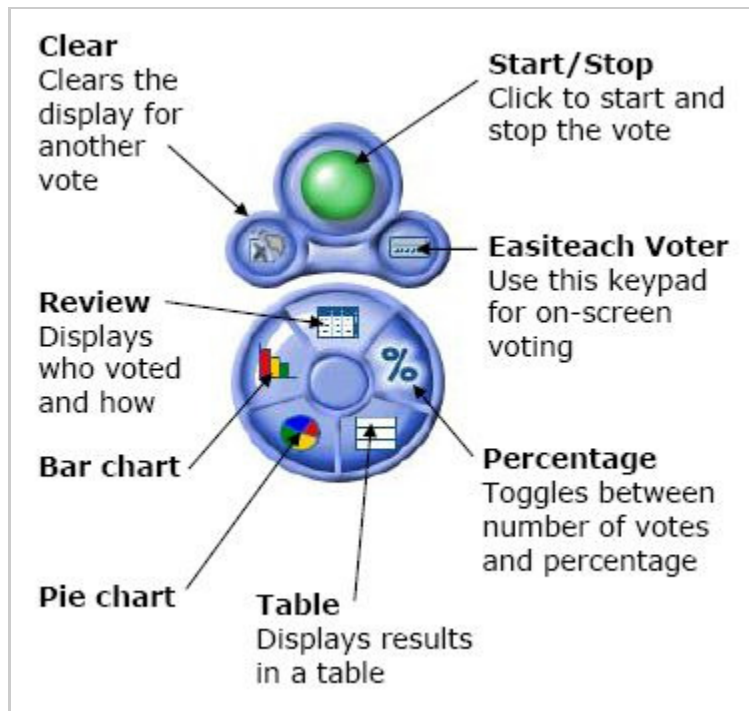 Clear
Clears the
display for
another
vote
Start/Stop
Click to start and
stop the vote
Easiteach Voter
Use this keypad
for on-screen
voting
Review
Displays
who voted
and how
%
Bar chart
Percentage
Toggles between
number of votes
and percentage
Pie chart
Table
Displays results
in a table